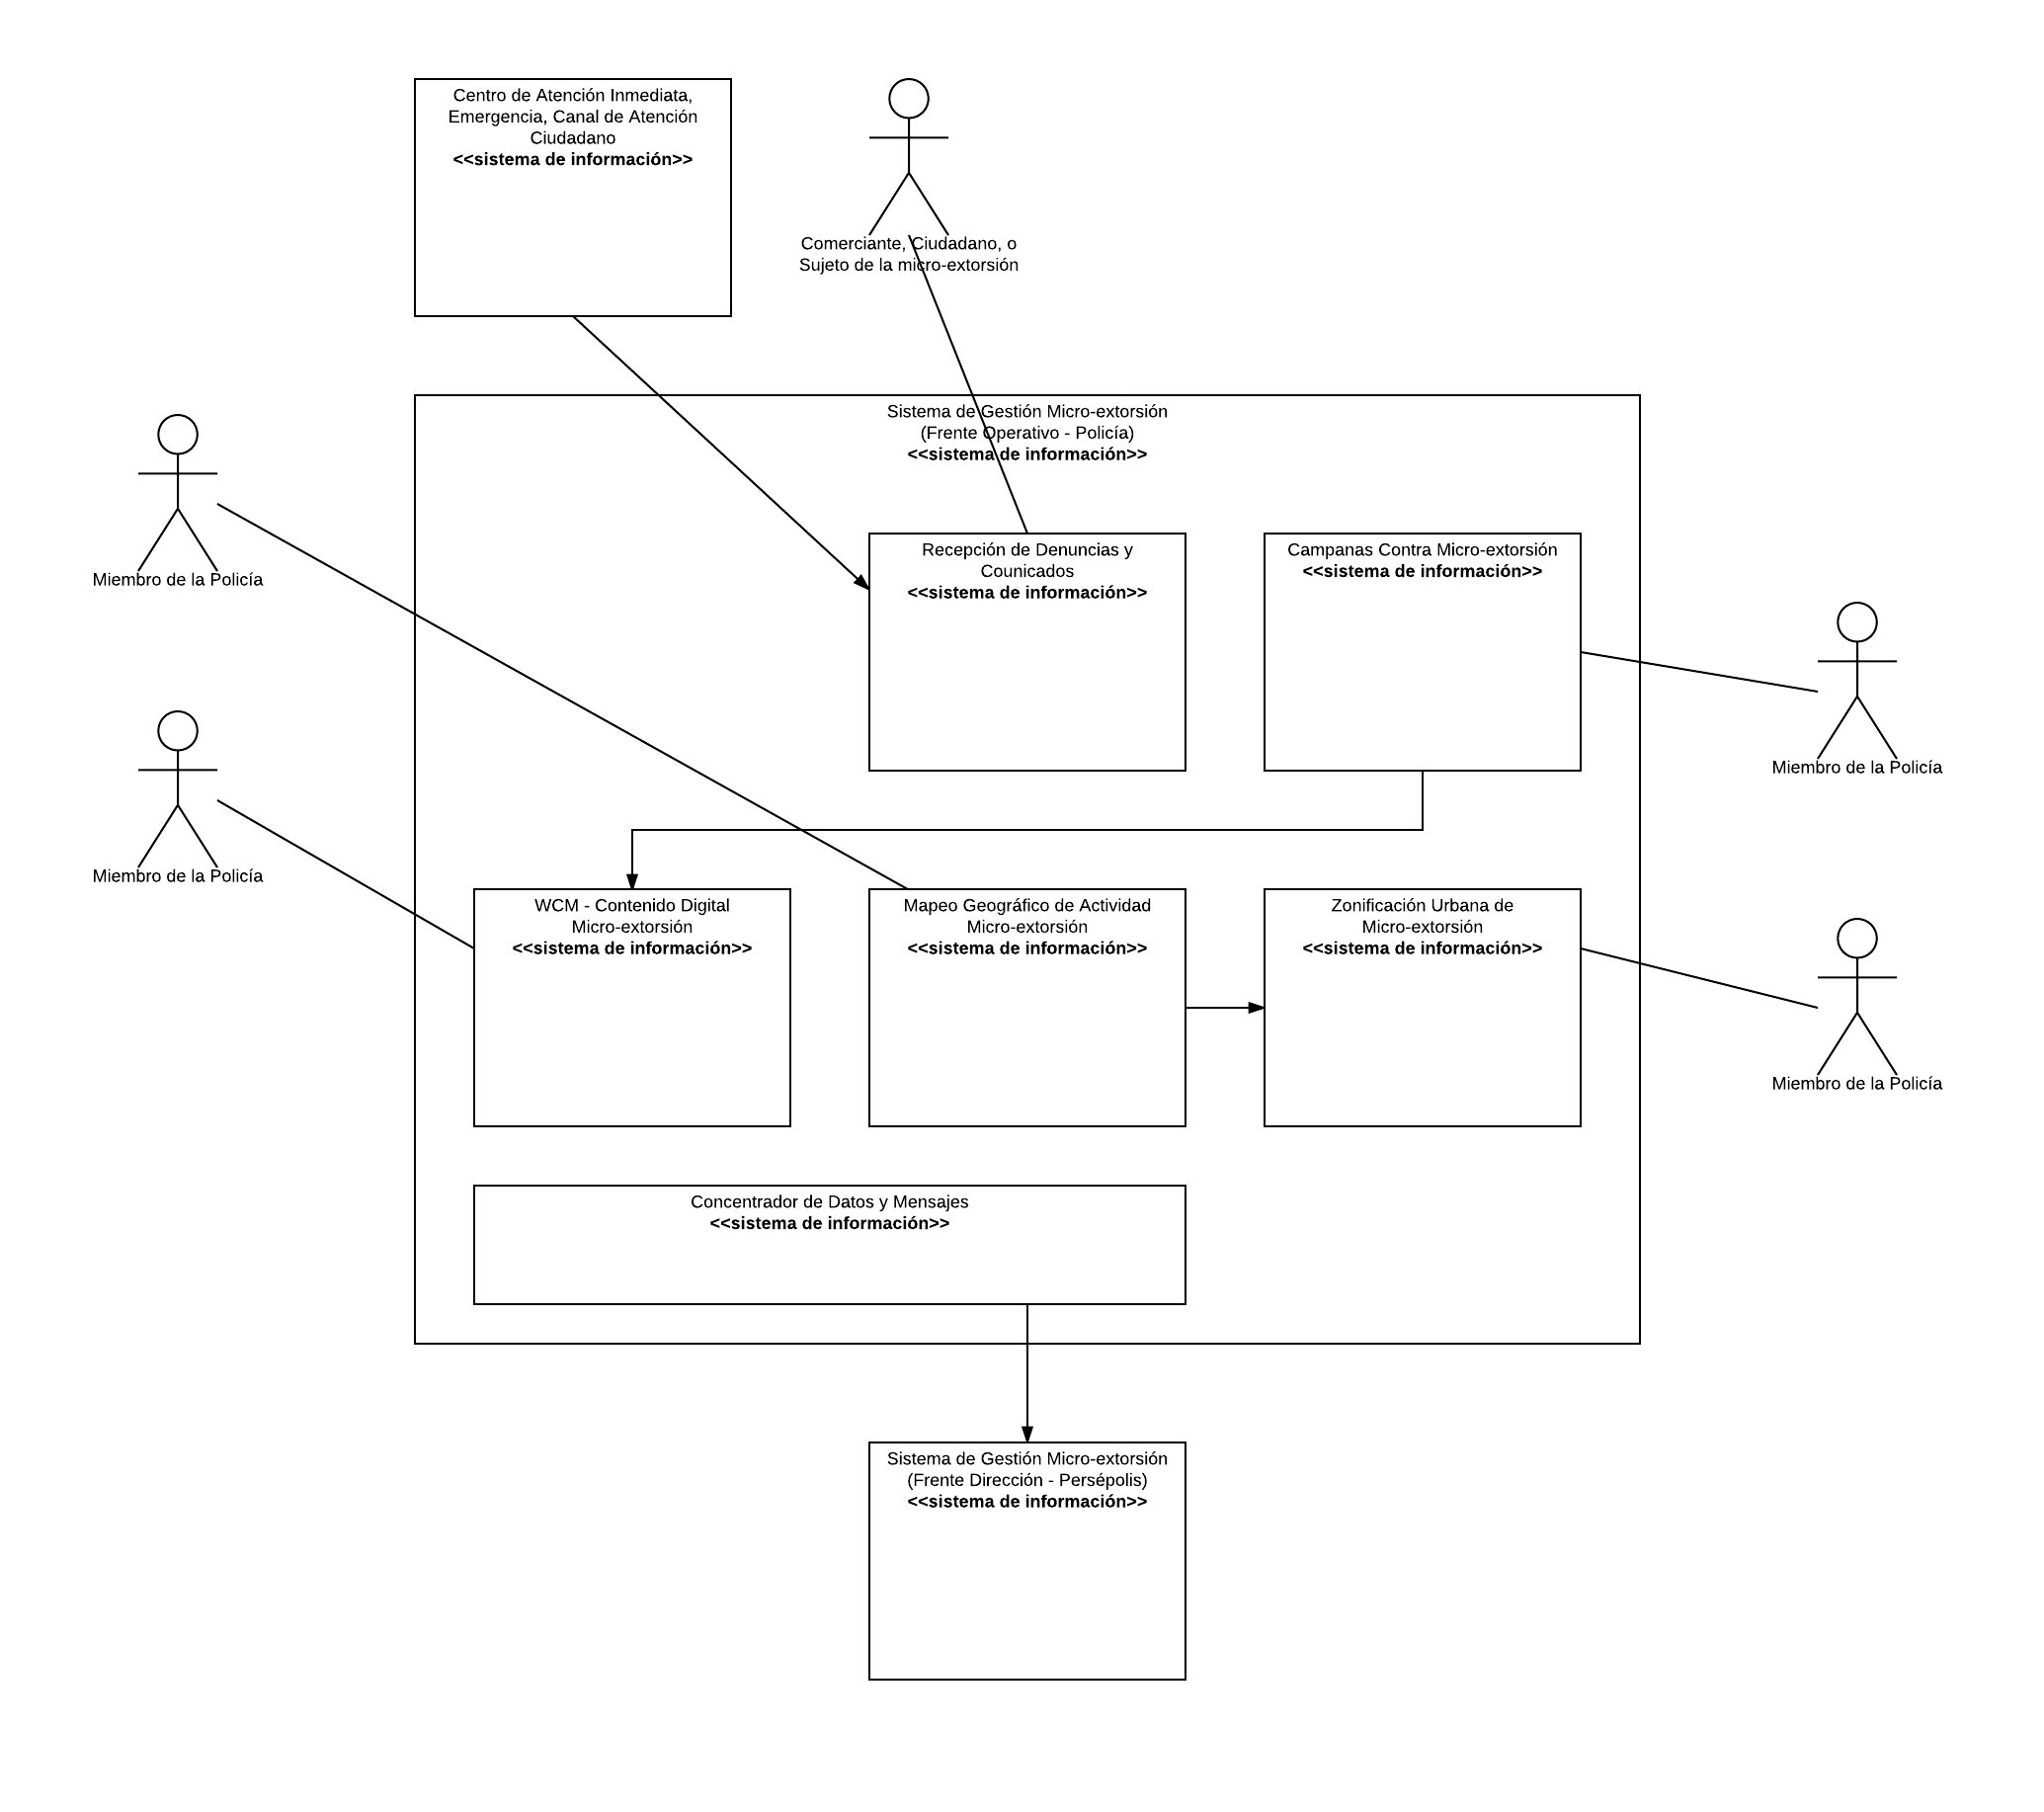 Centro de Atención Inmediata,
Emergencia, Canal de Atención
Ciudadano
<<sistema de información>>
Comerciante, Ciudadano, o
Sujeto de la micro-extorsión
Sistema de Gestión Micro-extorsión
(Frente Operativo - Policía)
<<sistema de información>>
Miembro de la Policía
Recepción de Denuncias y
Counicados
<<sistema de información>>
Campanas Contra Micro-extorsión
<<sistema de información>>
Miembro de la Policía
Miembro de la Policía
WCM - Contenido Digital
Micro-extorsión
<<sistema de información>>
Mapeo Geográfico de Actividad
Micro-extorsión
<<sistema de información>>
Zonificación Urbana de
Micro-extorsión
<<sistema de información>>
Miembro de la Policía
Concentrador de Datos y Mensajes
<<sistema de información>>
Sistema de Gestión Micro-extorsión
(Frente Dirección - Persépolis)
<<sistema de información>>